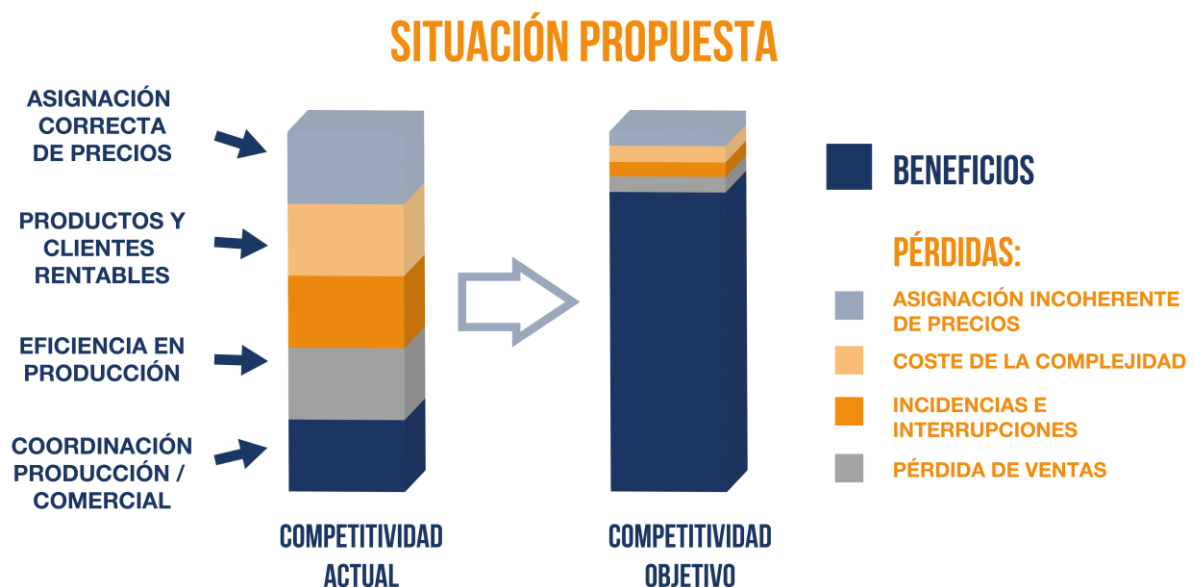 SITUACIÓN PROPUESTA
ASIGNACIÓN
CORRECTA
DE PRECIOS
PRODUCTOS Y
CLIENTES
RENTABLES
EFICIENCIA EN
PRODUCCIÓN
COORDINACIÓN
PRODUCCIÓN /
COMERCIAL
COMPETITIVIDAD
ACTUAL
COMPETITIVIDAD
OBJETIVO
BENEFICIOS
PÉRDIDAS:
ASIGNACIÓN INCOHERENTE
DE PRECIOS
COSTE DE LA COMPLEJIDAD
INCIDENCIAS E
INTERRUPCIONES
PÉRDIDA DE VENTAS